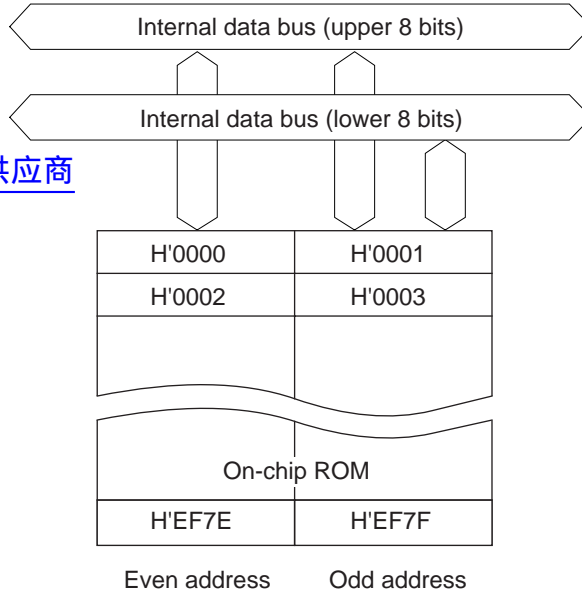 Internal data bus (upper 8 bits)
Internal data bus (lower 8 bits)
供应商
H'0000 H'0001
H'0002 H'0003
On-chip ROM
H'EF7E H'EF7F
Even address Odd address